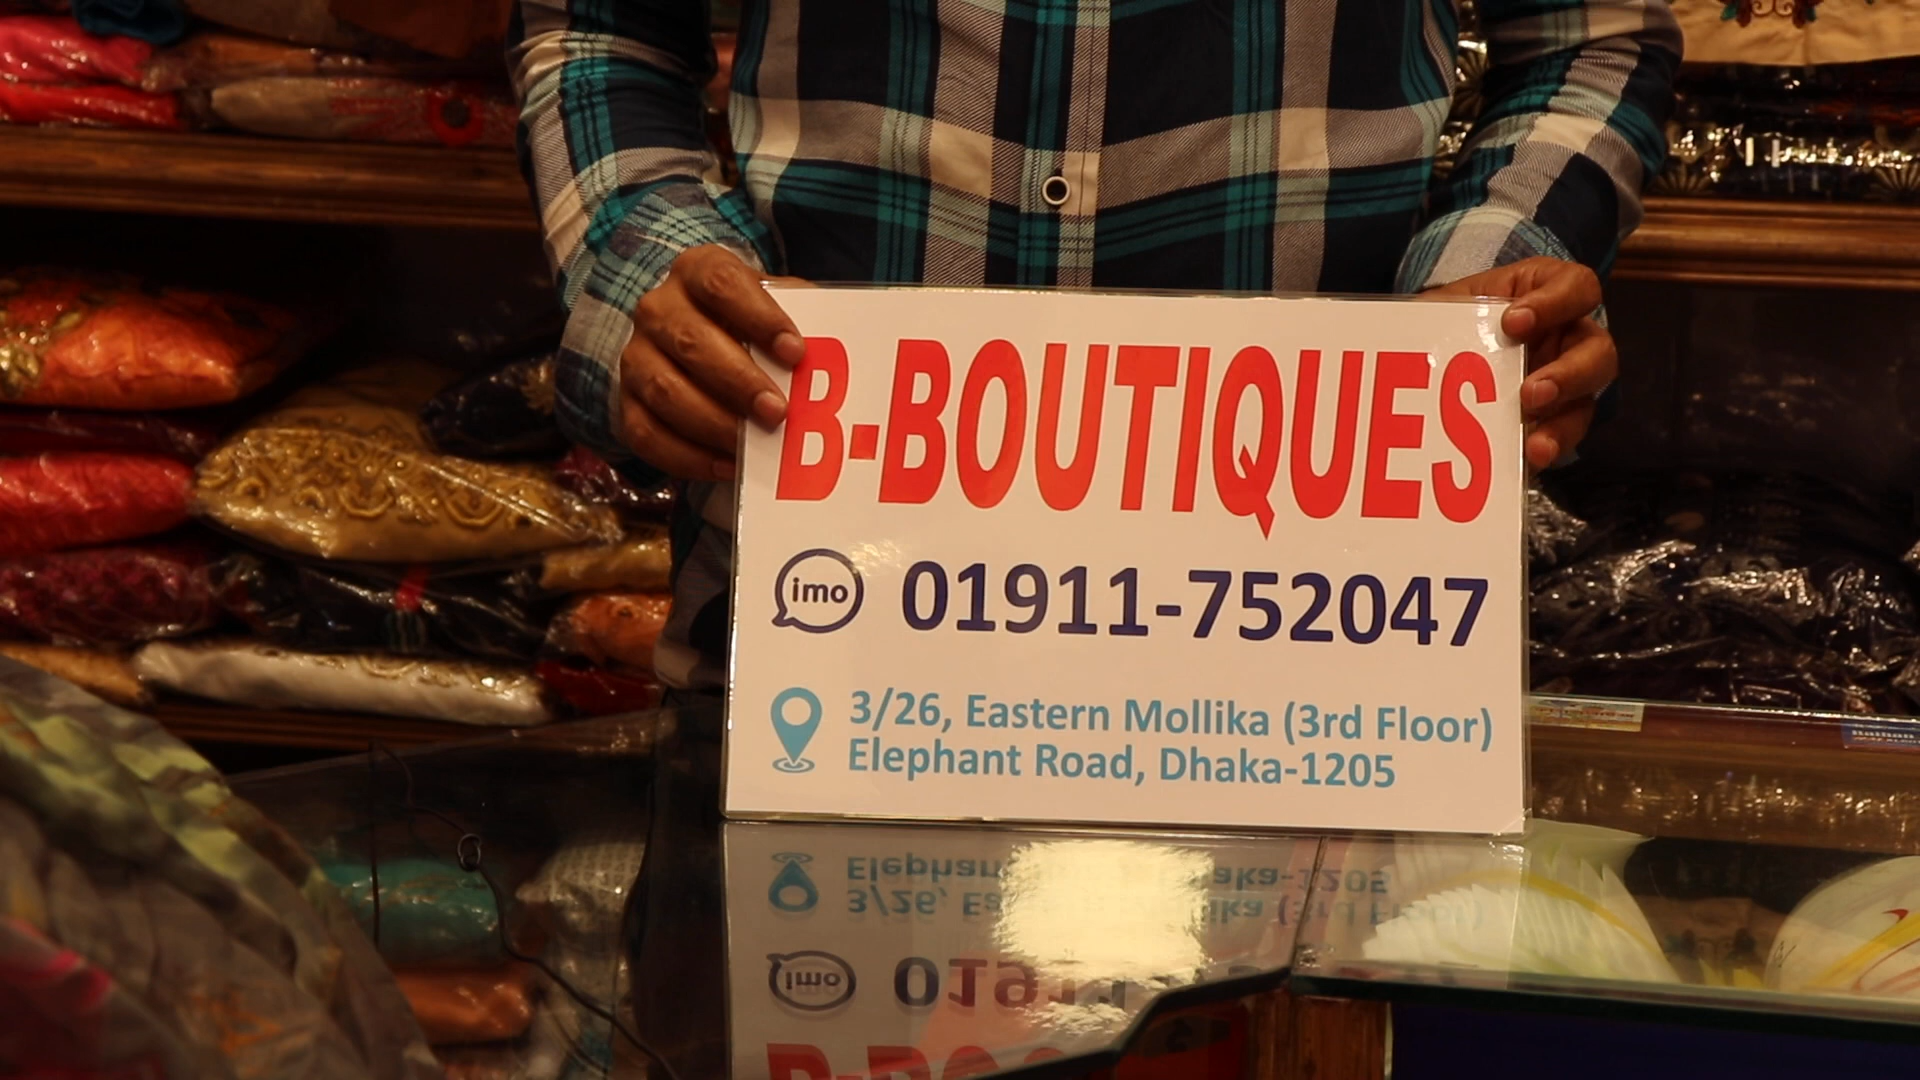 B-BOUTIQUES
imo 01911-752047
3/26, Eastern Mollika (3rd Floor)
Elephant Road, Dhaka-1205